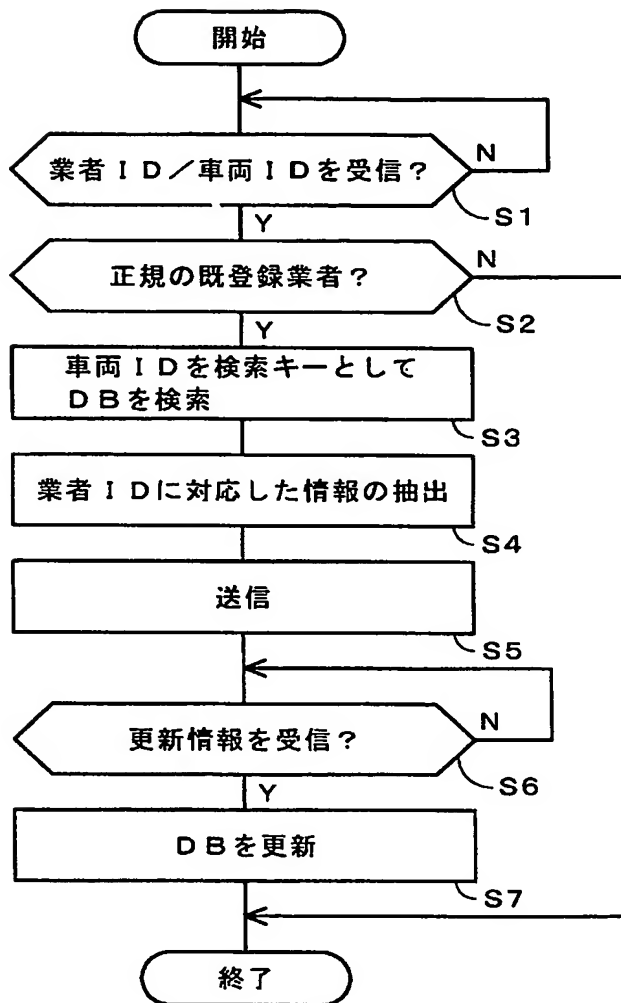 開始
業者ID/車両IDを受信?
N
S1
Y
正規の既登録業者?
N
S2
Y
車両IDを検索キーとして
DBを検索
S3
業者IDに対応した情報の抽出
S4
送信
S5
更新情報を受信?
N
S6
Y
DBを更新
S7
終了